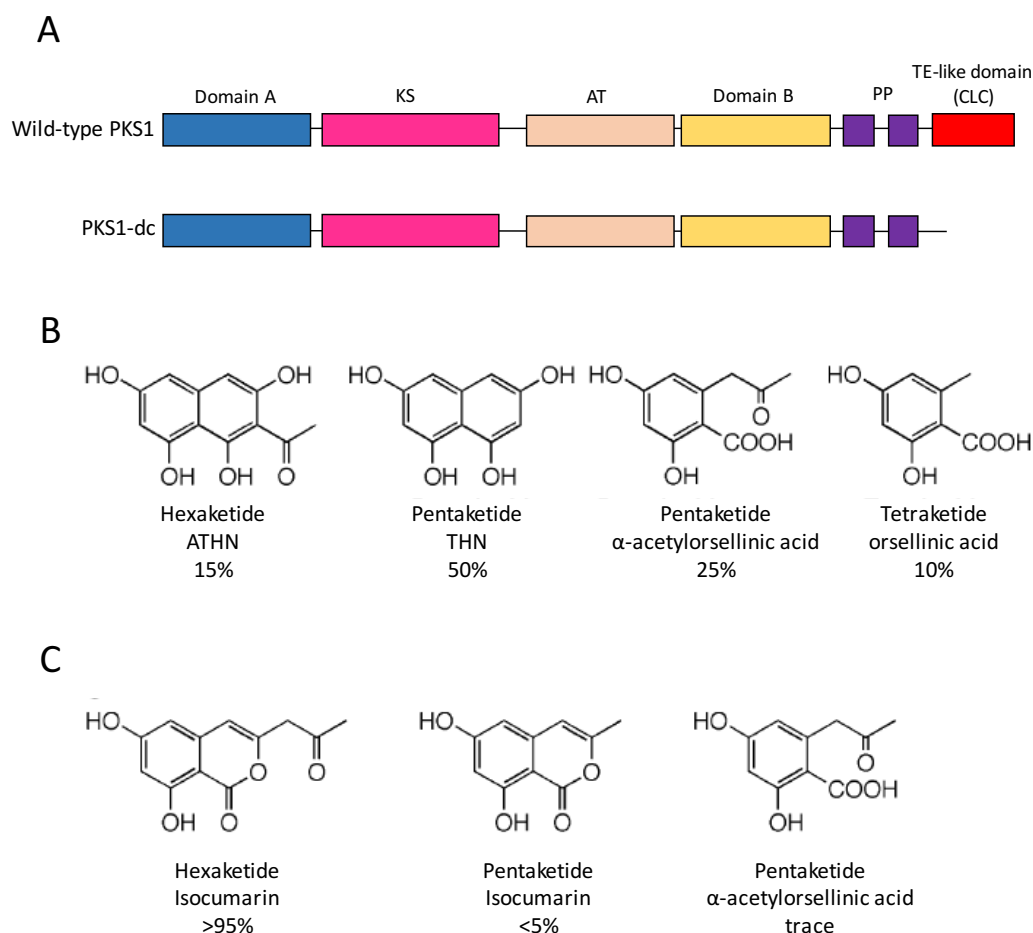 A
Domain A
KS
AT
Domain B
PP
TE-like domain
(CLC)
Wild-type PKS1
PKS1-dc
B
HO
OH
OH
OH
O
HO
OH
OH
OH
HO
O
COOH
OH
HO
COOH
OH
Hexaketide
ATHN
15%
Pentaketide
THN
50%
Pentaketide
α-acetylorsellinic acid
25%
Tetraketide
orsellinic acid
10%
C
HO
O
O
OH
O
HO
O
OH
O
HO
O
COOH
OH
Hexaketide
Isocumarin
>95%
Pentaketide
Isocumarin
<5%
Pentaketide
α-acetylorsellinic acid
trace